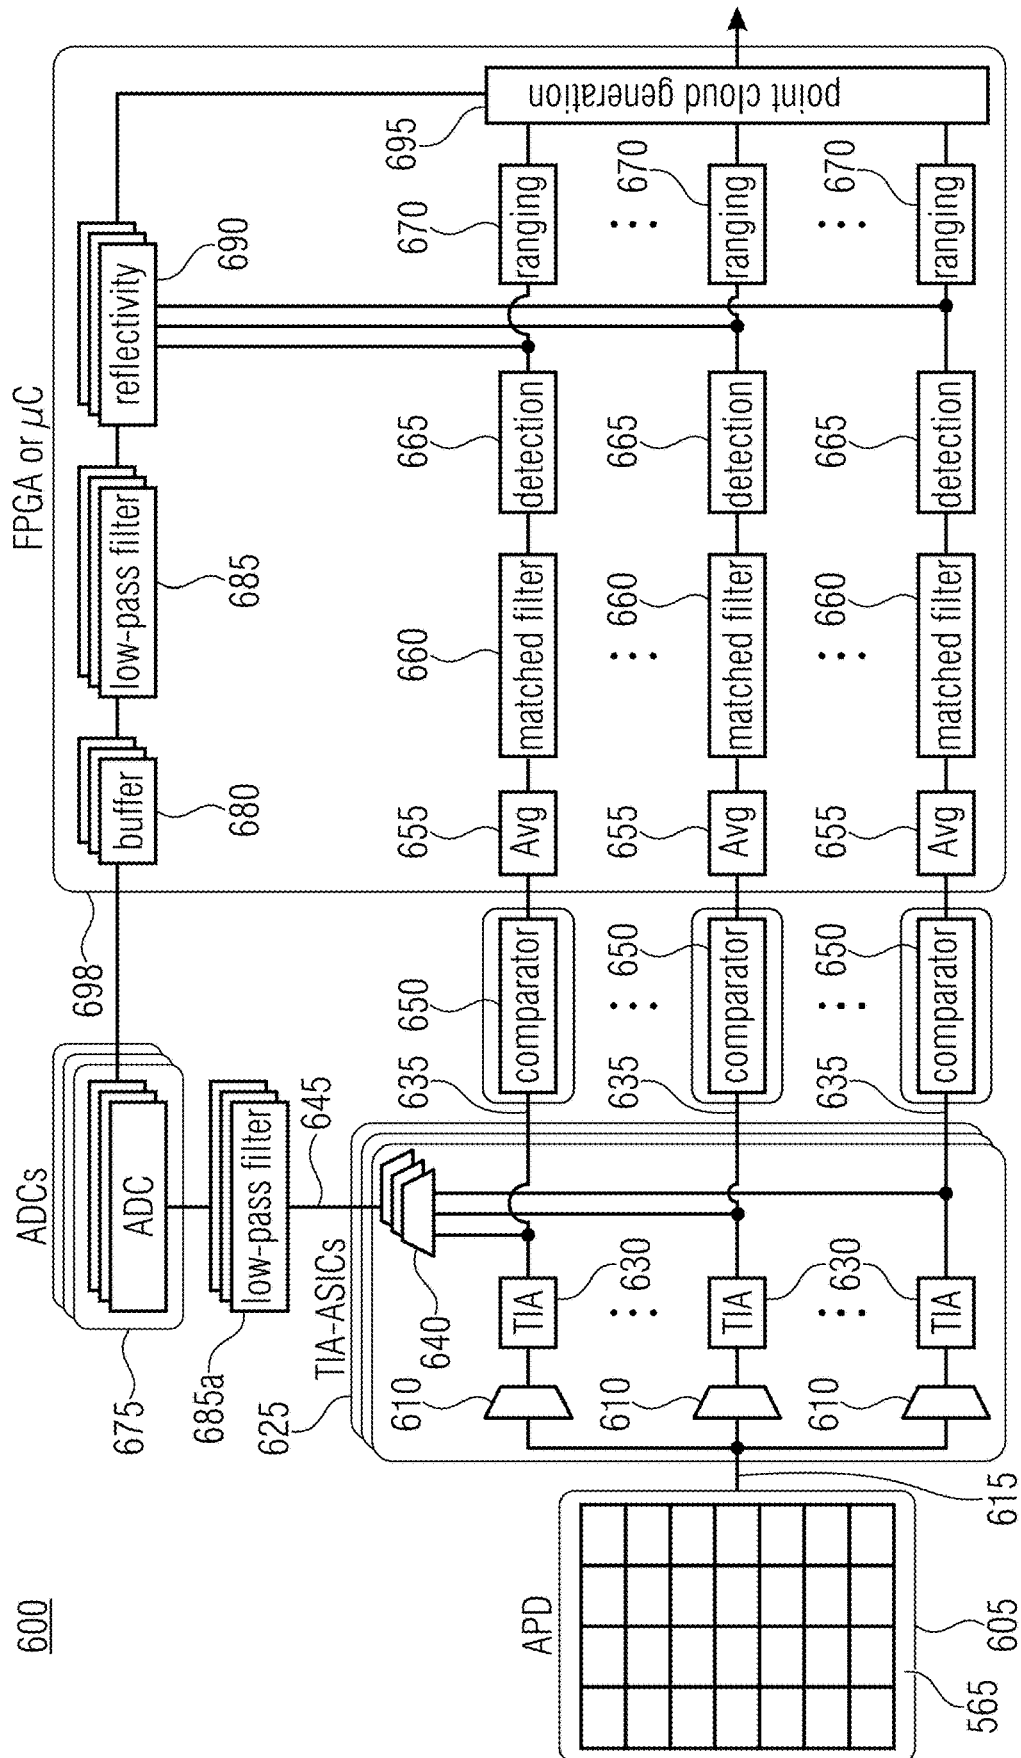 600
FPGA or µC
ADCs
698
ADC
buffer
low-pass filter
reflectivity
675
680
685
690
low-pass filter
685a
645
TIA-ASICs
625
640
695
point cloud generation
610
TIA
635
650
comparator
655
Avg
660
matched filter
665
detection
670
ranging
610
630
TIA
635
650
comparator
655
Avg
660
matched filter
665
detection
670
ranging
610
630
TIA
635
650
comparator
655
Avg
660
matched filter
665
detection
670
ranging
APD
565
605
615